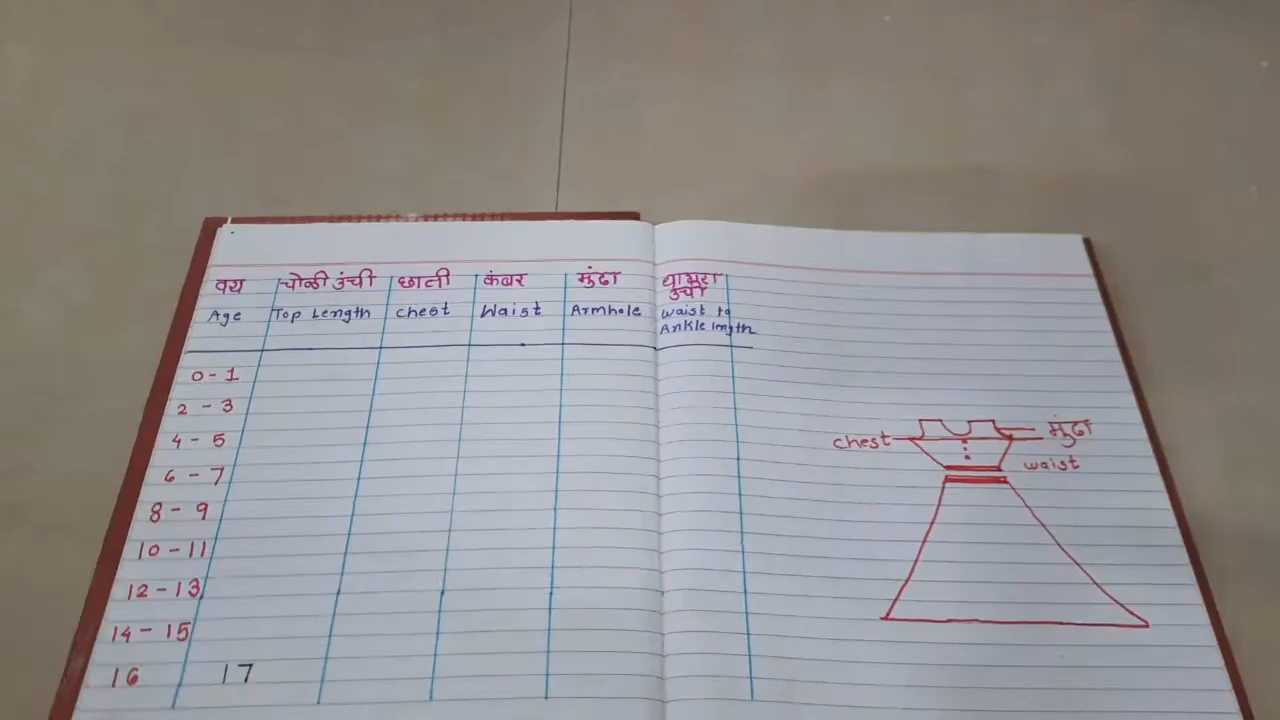 वय चोळी उंची छाती कंबर मुंढा घाघरा उंची
Age Top Length chest Waist Armhole waist to Ankle length
0 - 1
2 - 3
4 - 5
6 - 7
8 - 9
10 - 11
12 - 13
14 - 15
16 17
chest मुंढा
waist